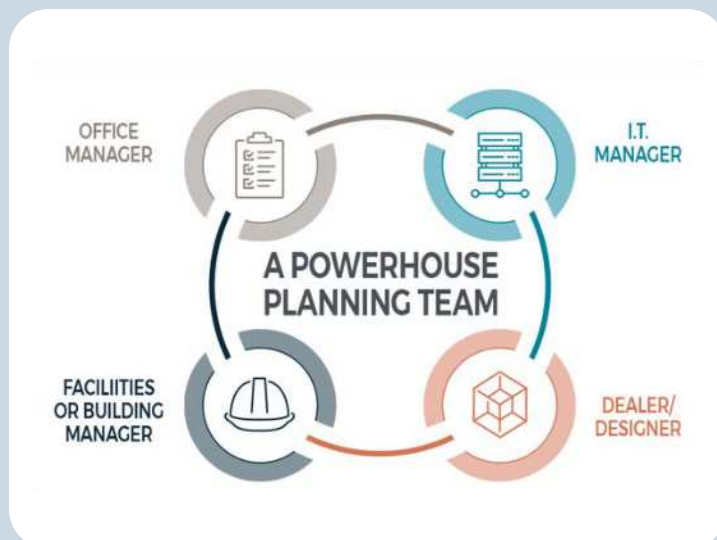 OFFICE
MANAGER
I.T.
MANAGER
A POWERHOUSE
PLANNING TEAM
FACILIITIES
OR BUILDING
MANAGER
DEALER/
DESIGNER